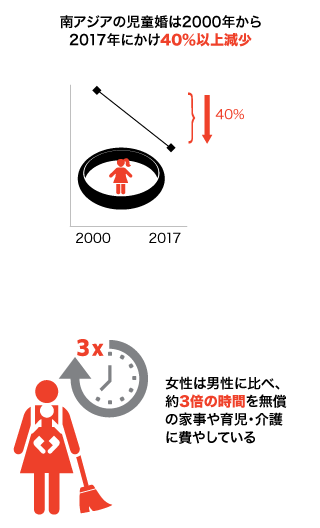 南アジアの児童婚は2000年から
2017年にかけ40%以上減少
40%
2000 2017
3x
女性は男性に比べ、
約3倍の時間を無償
の家事や育児・介護
に費やしている